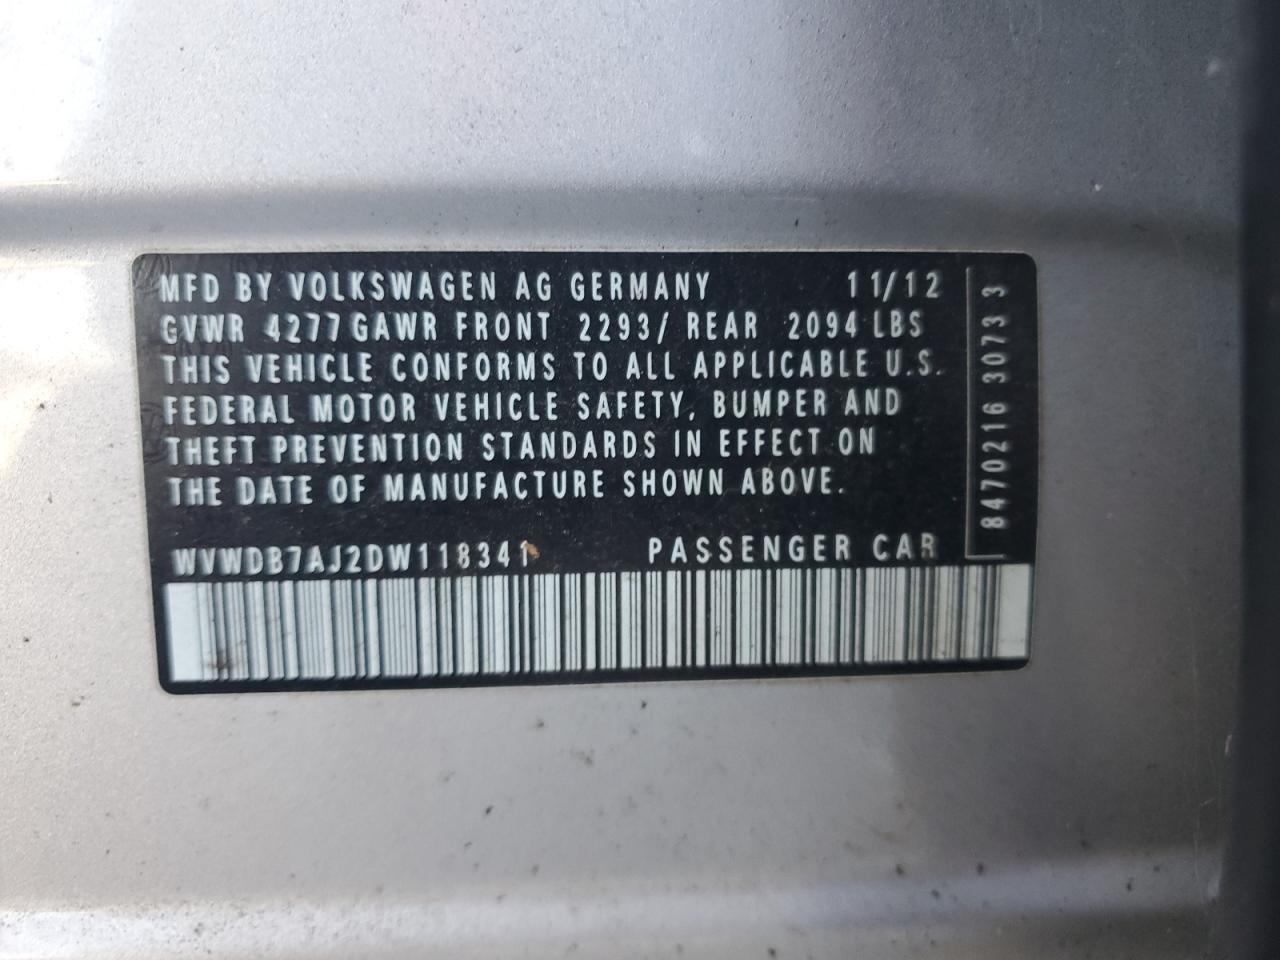 MFD BY VOLKSWAGEN AG GERMANY 11/12
GVWR 4277 GAWR FRONT 2293/ REAR 2094 LBS
THIS VEHICLE CONFORMS TO ALL APPLICABLE U.S.
FEDERAL MOTOR VEHICLE SAFETY, BUMPER AND
THEFT PREVENTION STANDARDS IN EFFECT ON
THE DATE OF MANUFACTURE SHOWN ABOVE.
WVWDB7AJ2DW118341 PASSENGER CAR
8470216 3073 3